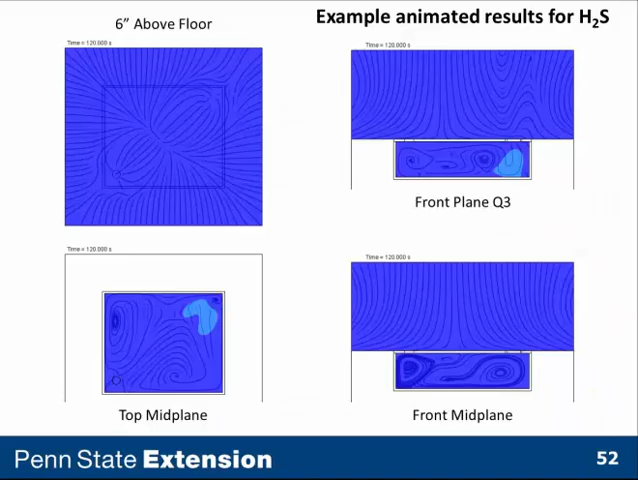 Example animated results for H₂S
6” Above Floor
Time = 120.000 s
Time = 120.000 s
Front Plane Q3
Time = 120.000 s
Time = 120.000 s
Top Midplane
Front Midplane
Penn State Extension
52